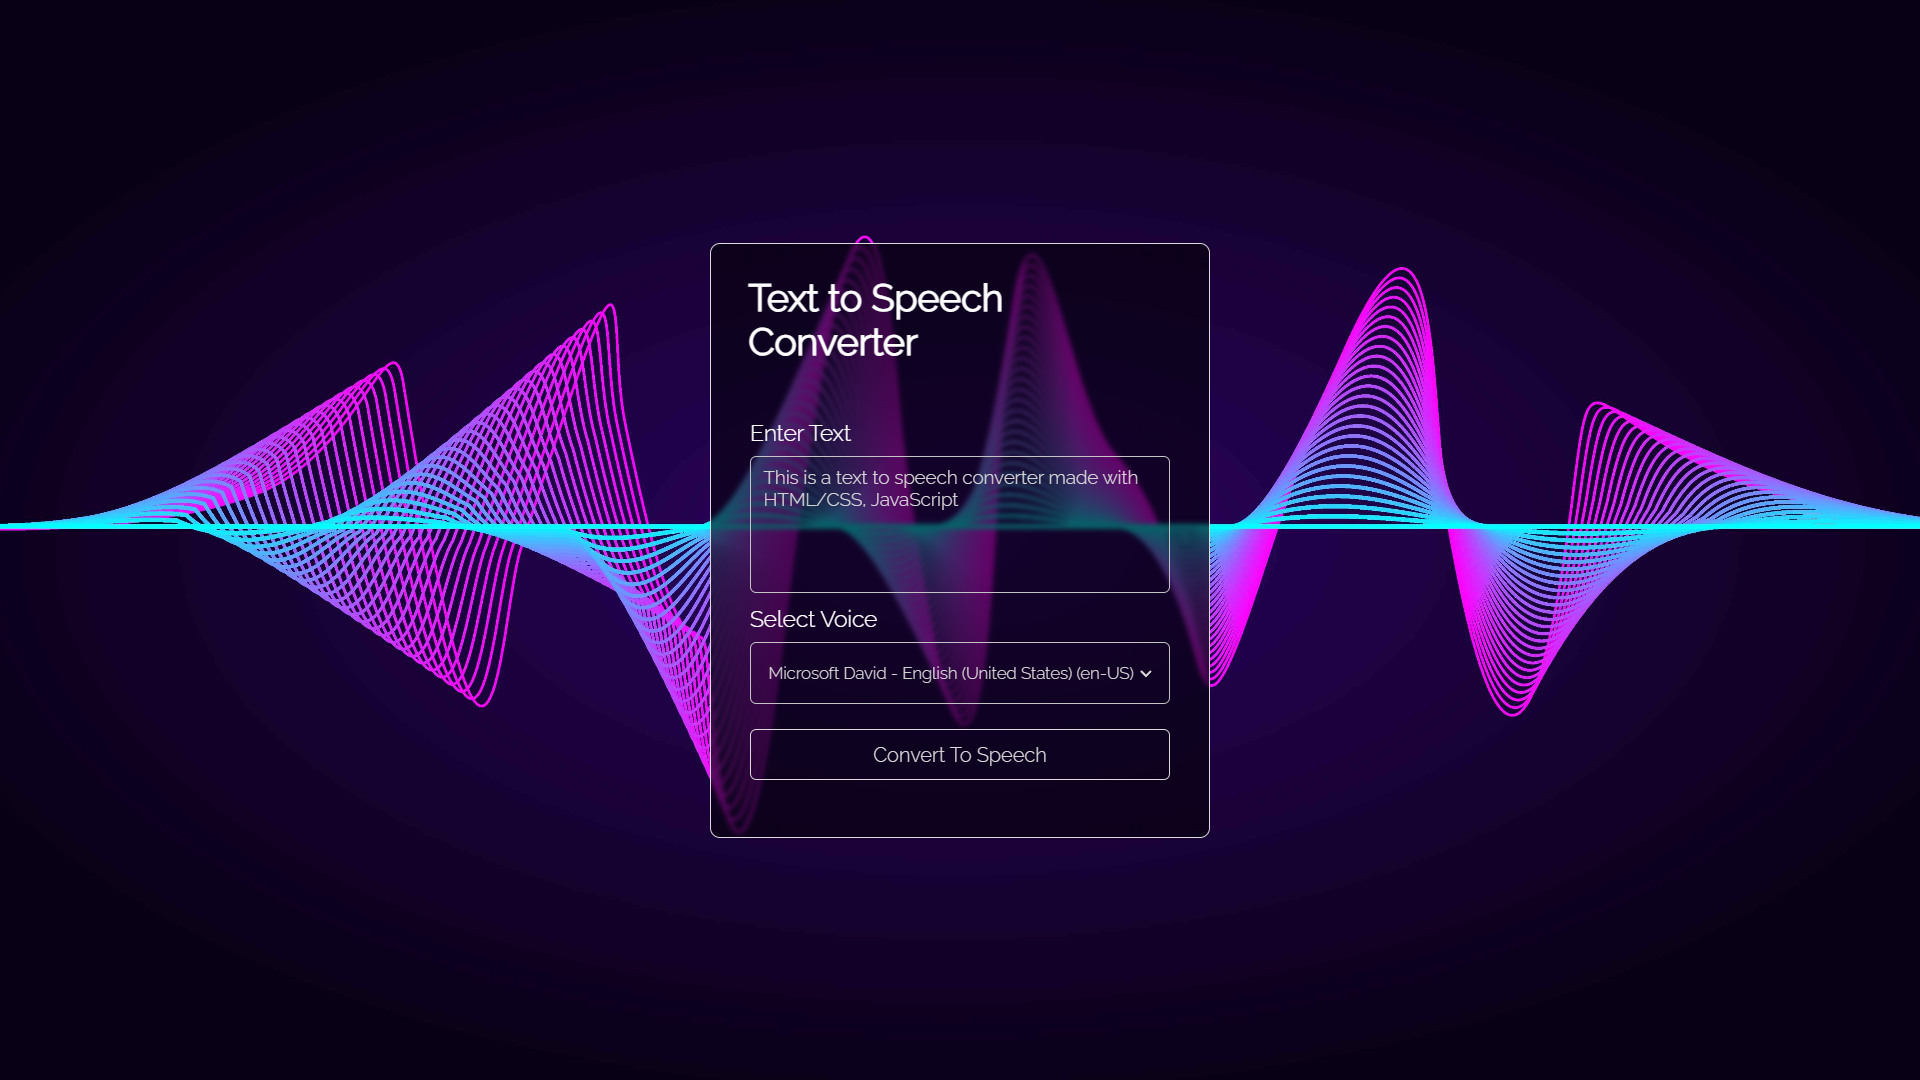 Text to Speech
Converter
Enter Text
This is a text to speech converter made with
HTML/CSS, JavaScript
Select Voice
Microsoft David - English (United States) (en-US)
Convert To Speech